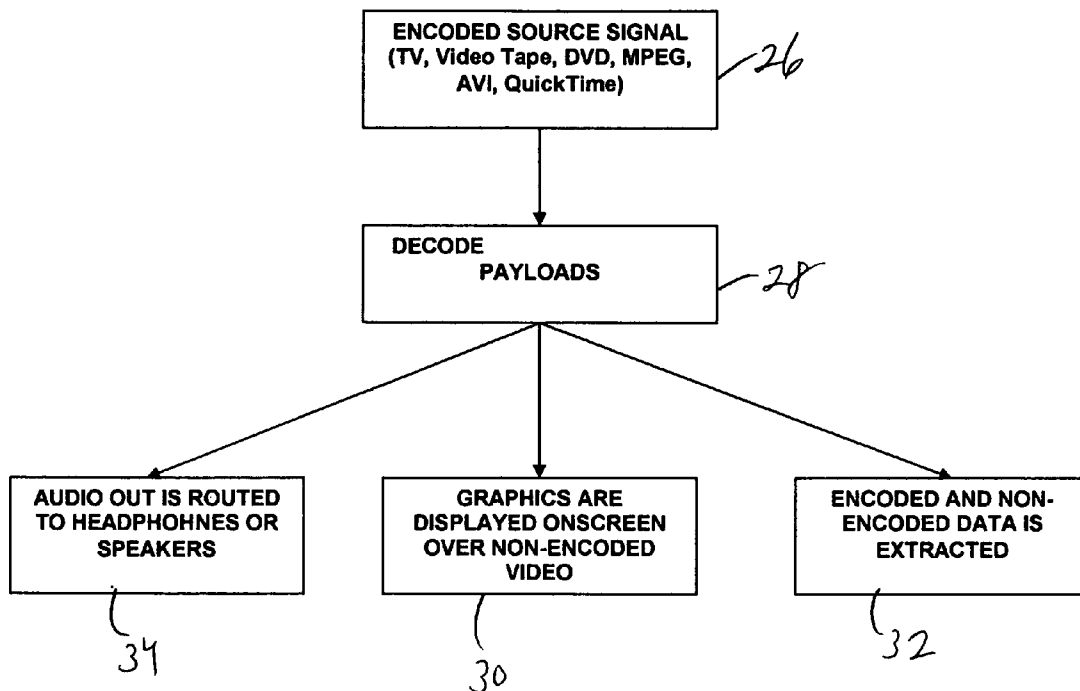 ENCODED SOURCE SIGNAL
(TV, Video Tape, DVD, MPEG,
AVI, QuickTime)
26
DECODE
PAYLOADS
28
AUDIO OUT IS ROUTED
TO HEADPHOHNES OR
SPEAKERS
34
GRAPHICS ARE
DISPLAYED ONSCREEN
OVER NON-ENCODED
VIDEO
30
ENCODED AND NON-
ENCODED DATA IS
EXTRACTED
32